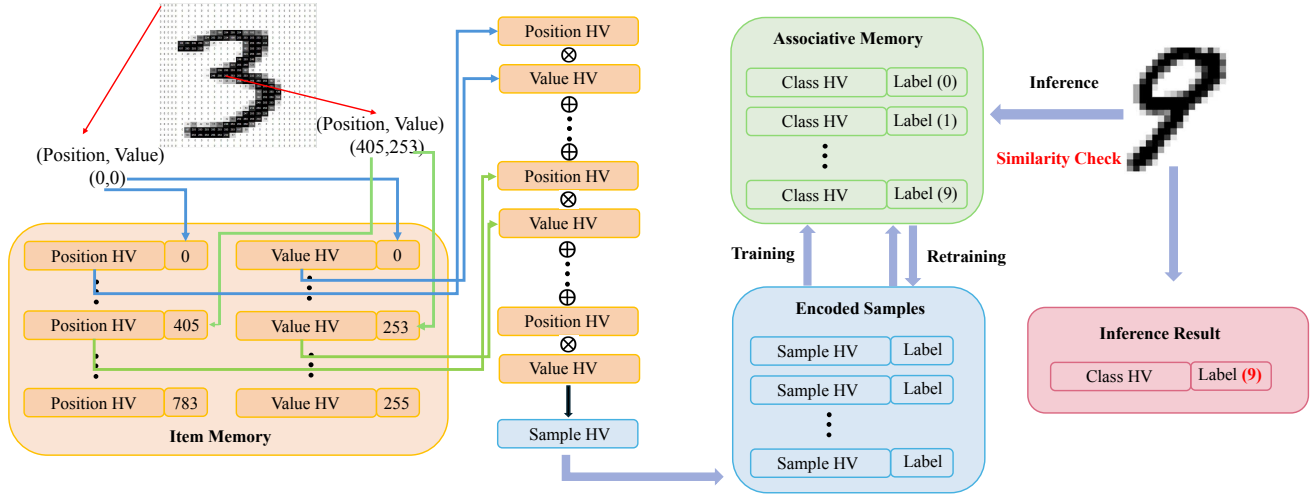 (Position, Value)
(0,0)
(Position, Value)
(405,253)
Position HV 0
Value HV 0
Position HV 405
Value HV 253
Position HV 783
Value HV 255
Item Memory
Position HV
⊗
Value HV
⊕
⊕
Position HV
⊗
Value HV
⊕
⊕
Position HV
⊗
Value HV
Sample HV
Associative Memory
Class HV Label (0)
Class HV Label (1)
Class HV Label (9)
Training
Retraining
Encoded Samples
Sample HV Label
Sample HV Label
Sample HV Label
Inference
Similarity Check
Inference Result
Class HV Label (9)
3
9